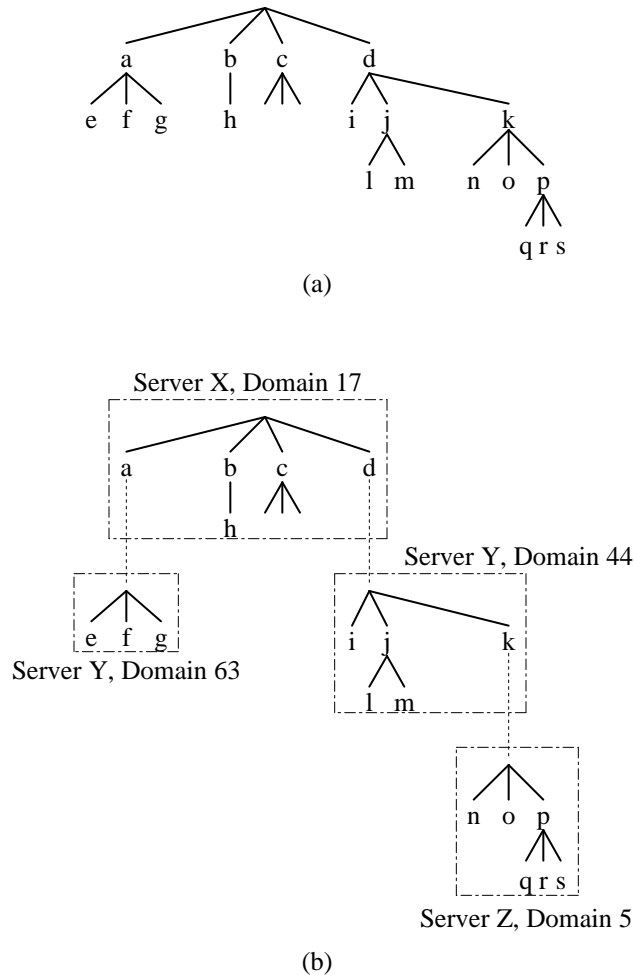 a b c d
e f g h i j k
l m n o p
q r s
(a)
Server X, Domain 17
a b c d
h
Server Y, Domain 44
e f g i j k
Server Y, Domain 63
l m
n o p
q r s
Server Z, Domain 5
(b)